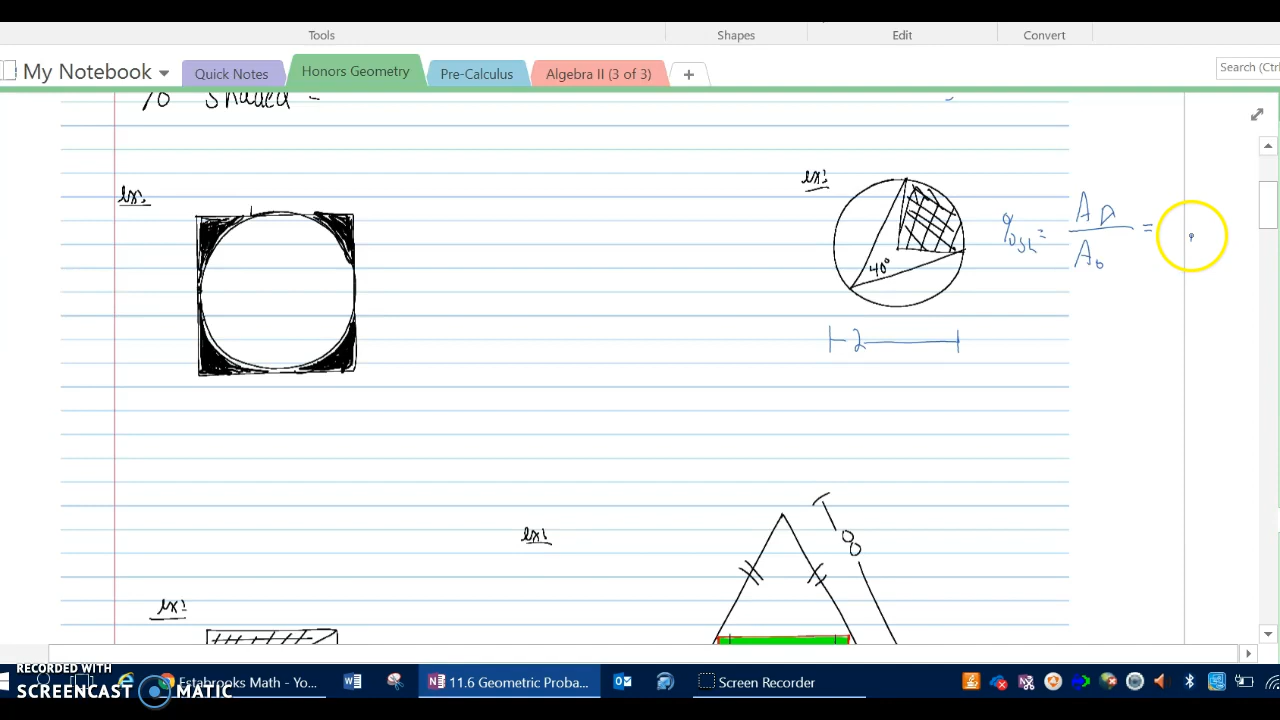 Tools Shapes Edit Convert
My Notebook Quick Notes Honors Geometry Pre-Calculus Algebra II (3 of 3) + Search (Ctrl
% Shaded =
ex:
ex:
40°
%sh = A / A =
2
ex:
8
ex:
RECORDED WITH
SCREENCAST MATIC
Estabrooks Math - Yo...
11.6 Geometric Proba...
Screen Recorder